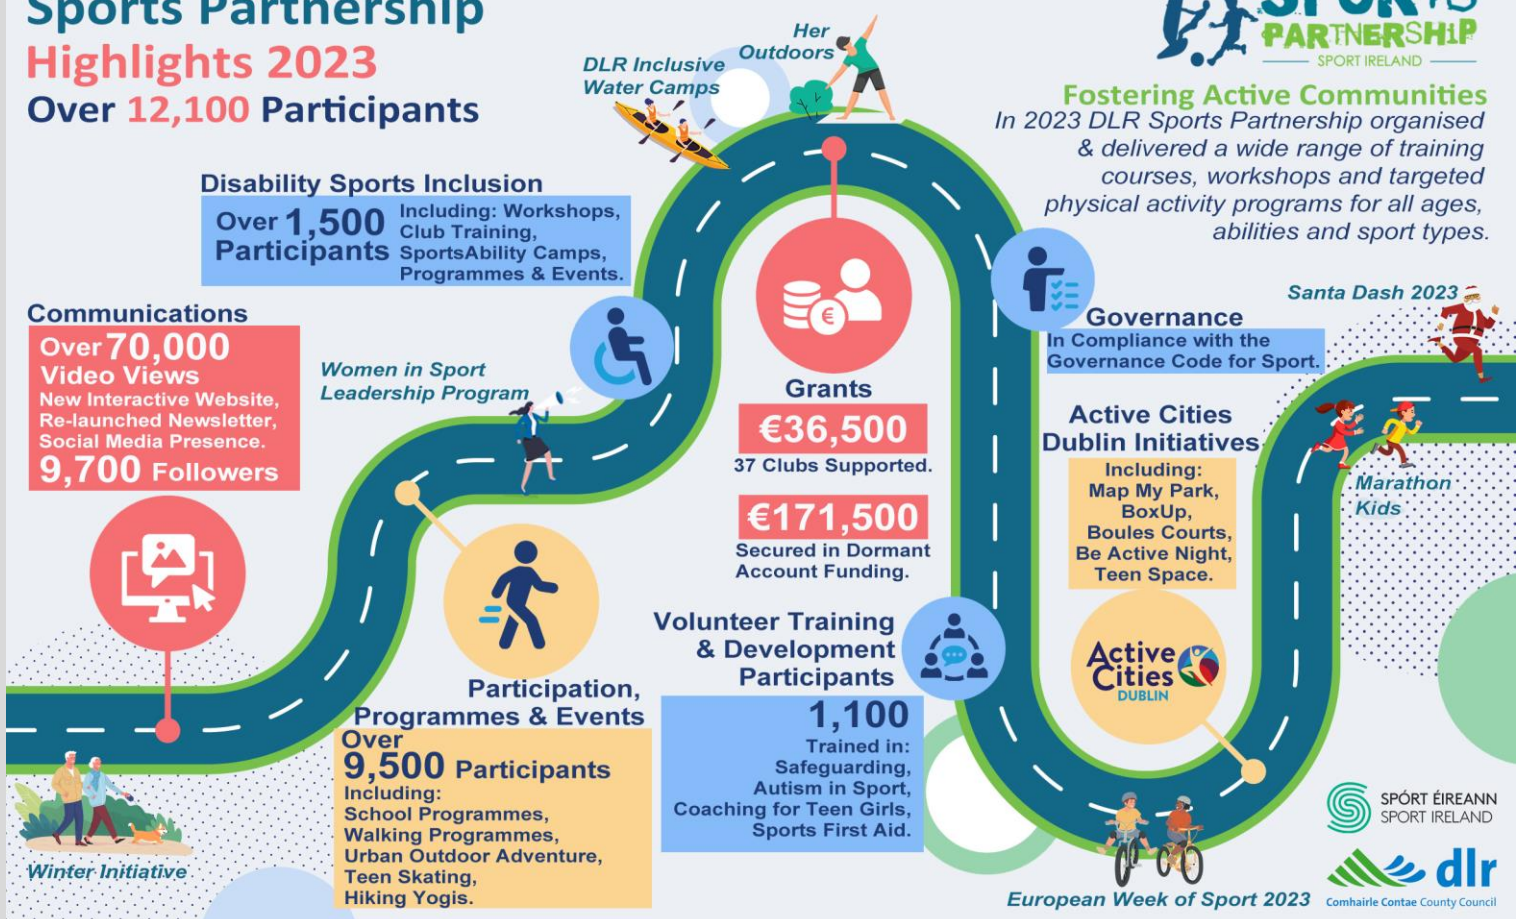 Sports Partnership
Highlights 2023
Over 12,100 Participants
DLR Inclusive
Water Camps
Her
Outdoors
SPORTS
PARTNERSHIP
SPORT IRELAND
Fostering Active Communities
In 2023 DLR Sports Partnership organised
& delivered a wide range of training
courses, workshops and targeted
physical activity programs for all ages,
abilities and sport types.
Disability Sports Inclusion
Over 1,500
Participants
Including: Workshops,
Club Training,
SportsAbility Camps,
Programmes & Events.
Communications
Over 70,000
Video Views
New Interactive Website,
Re-launched Newsletter,
Social Media Presence.
9,700 Followers
Women in Sport
Leadership Program
Grants
€36,500
37 Clubs Supported.
€171,500
Secured in Dormant
Account Funding.
Governance
In Compliance with the
Governance Code for Sport.
Santa Dash 2023
Active Cities
Dublin Initiatives
Including:
Map My Park,
BoxUp,
Boules Courts,
Be Active Night,
Teen Space.
Marathon
Kids
Active
Cities
DUBLIN
Participation,
Programmes & Events
Over
9,500 Participants
Including:
School Programmes,
Walking Programmes,
Urban Outdoor Adventure,
Teen Skating,
Hiking Yogis.
Volunteer Training
& Development
Participants
1,100
Trained in:
Safeguarding,
Autism in Sport,
Coaching for Teen Girls,
Sports First Aid.
Winter Initiative
European Week of Sport 2023
SPÓRT ÉIREANN
SPORT IRELAND
dlr
Comhairle Contae County Council